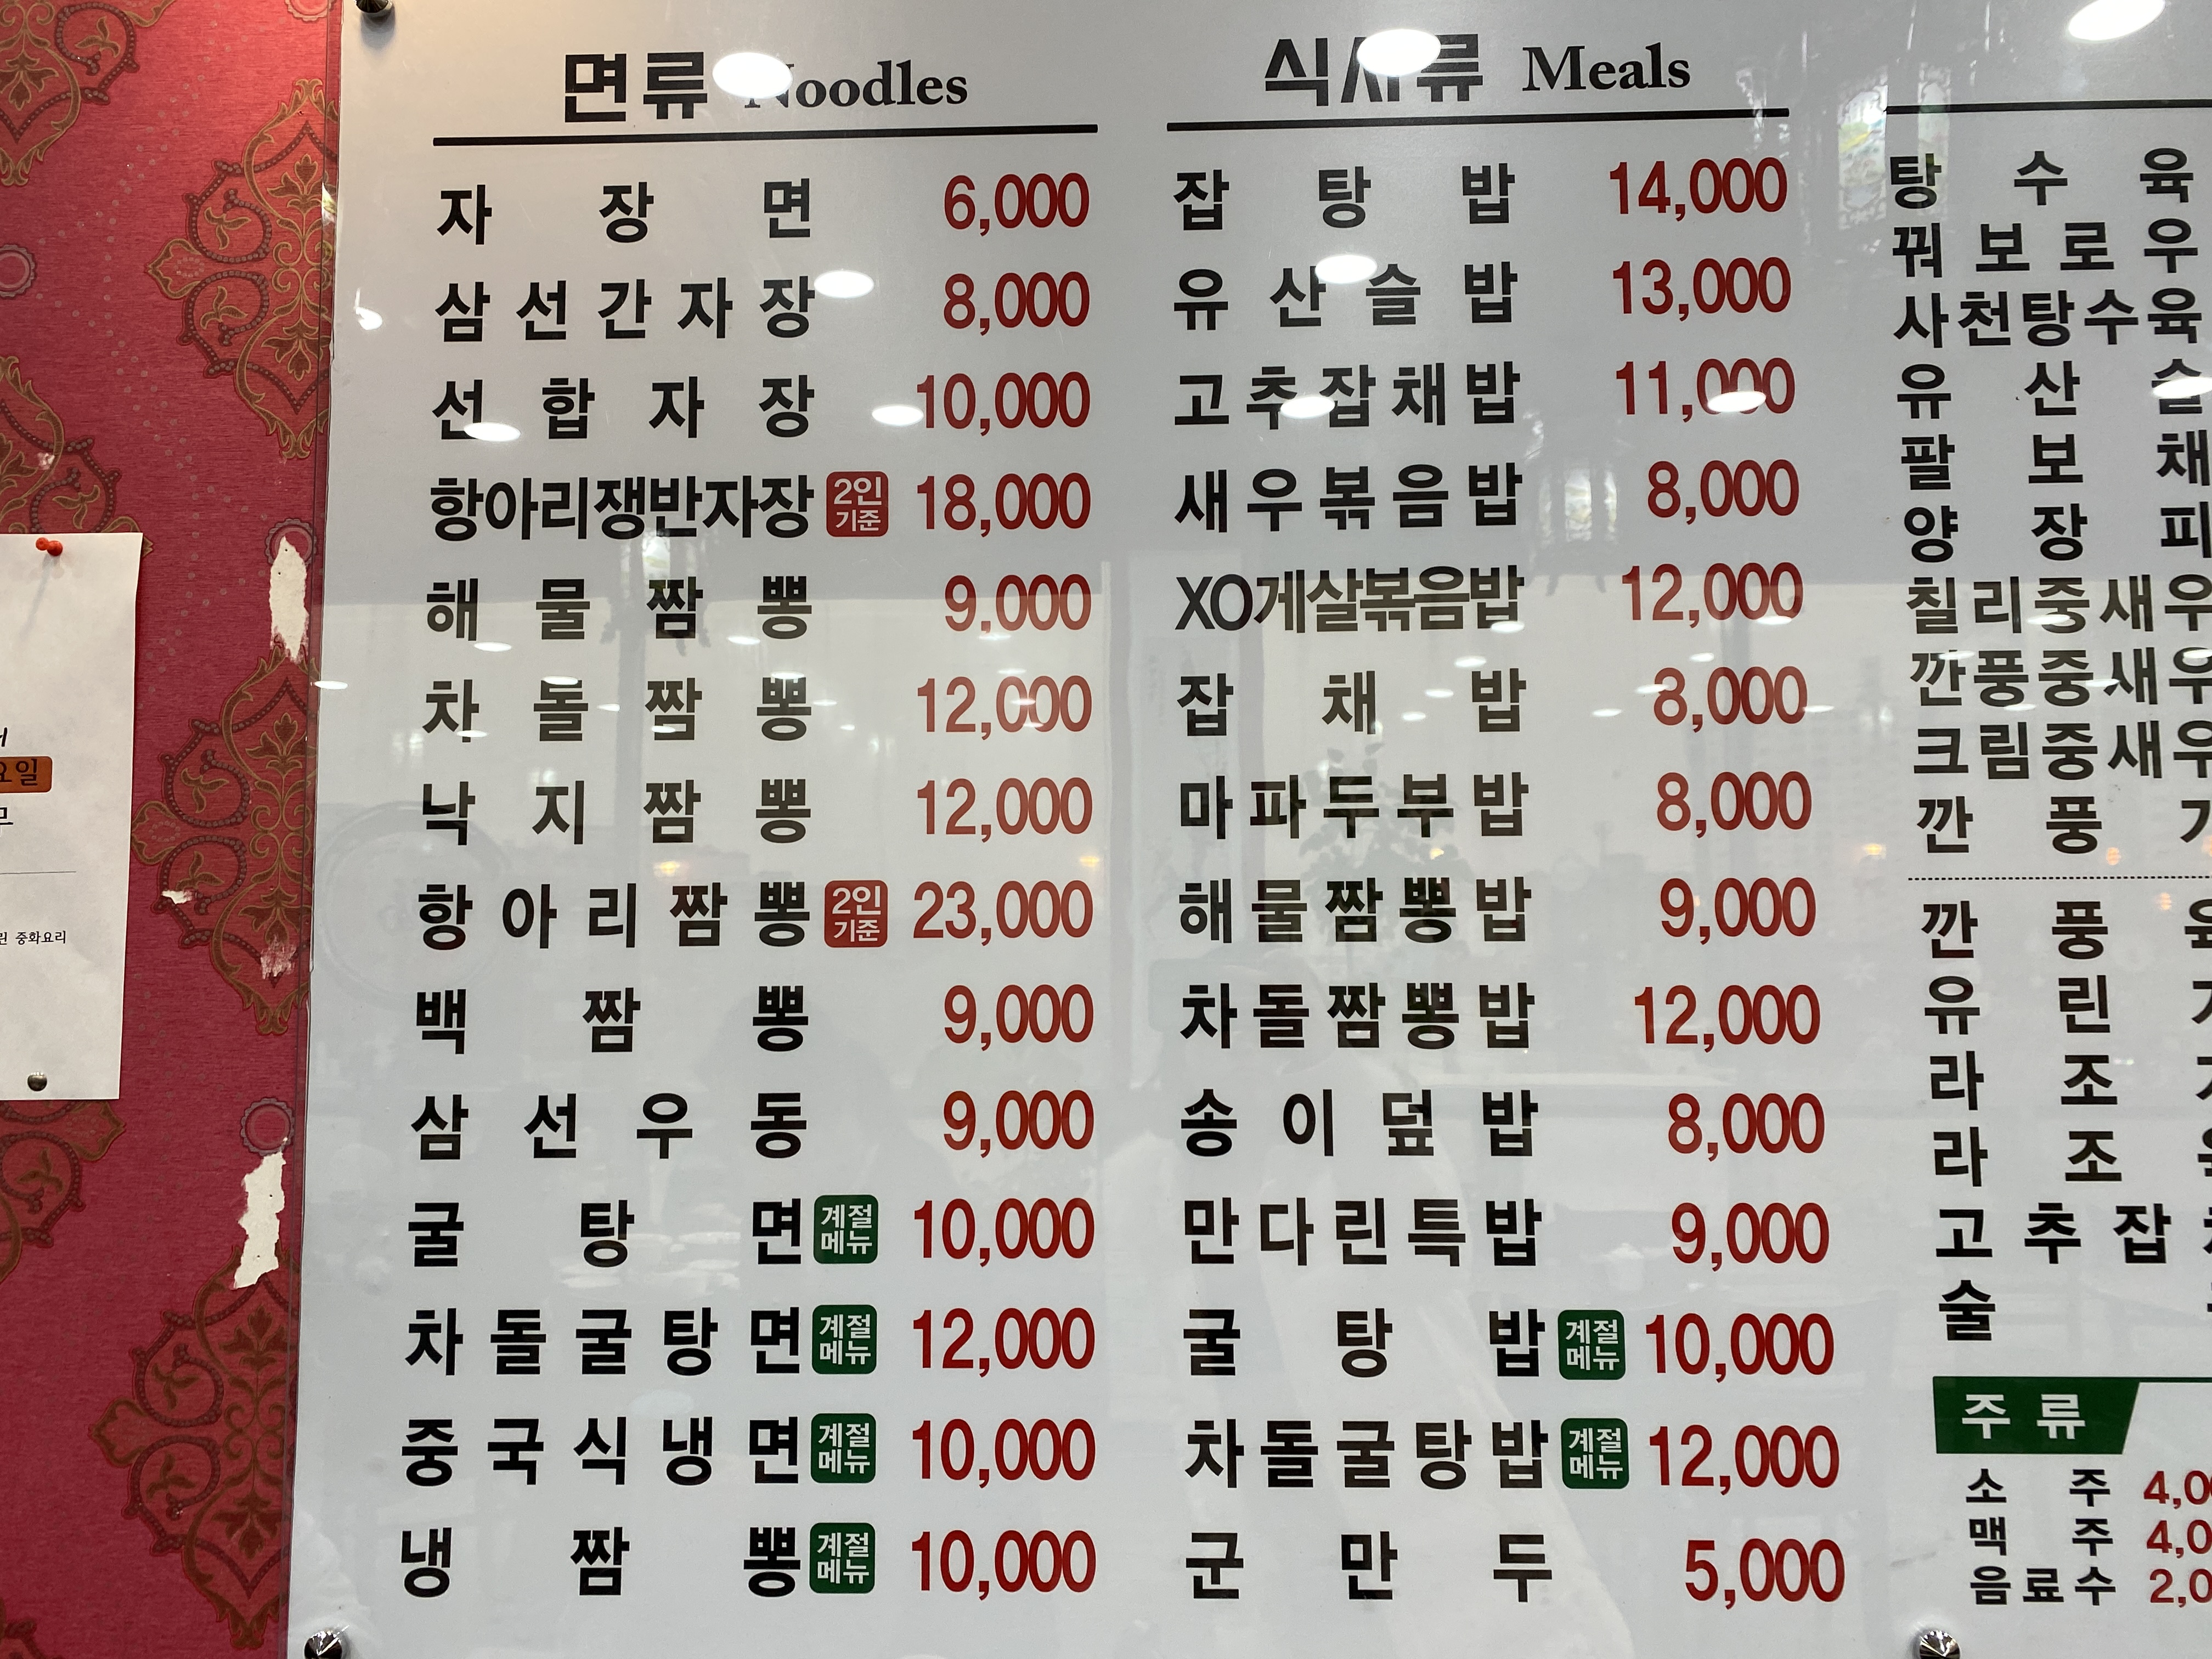 면류 Noodles
자장면 6,000
삼선간자장 8,000
선합자장 10,000
항아리쟁반자장 2인기준 18,000
해물짬뽕 9,000
차돌짬뽕 12,000
낙지짬뽕 12,000
항아리짬뽕 2인기준 23,000
백짬뽕 9,000
삼선우동 9,000
굴탕면 계절메뉴 10,000
차돌굴탕면 계절메뉴 12,000
중국식냉면 계절메뉴 10,000
냉짬뽕 계절메뉴 10,000
식사류 Meals
잡탕밥 14,000
유산슬밥 13,000
고추잡채밥 11,000
새우볶음밥 8,000
XO게살볶음밥 12,000
잡채밥 8,000
마파두부밥 8,000
해물짬뽕밥 9,000
차돌짬뽕밥 12,000
송이덮밥 8,000
만다린특밥 9,000
굴탕밥 계절메뉴 10,000
차돌굴탕밥 계절메뉴 12,000
군만두 5,000
탕수육
꿔보로우
사천탕수육
유산슬
팔보채
양장피
칠리중새우
깐풍중새우
크림중새우
깐풍
깐풍
유린
라조
라조
고추잡
술
주류
소주
맥주
음료수
요일
중화요리